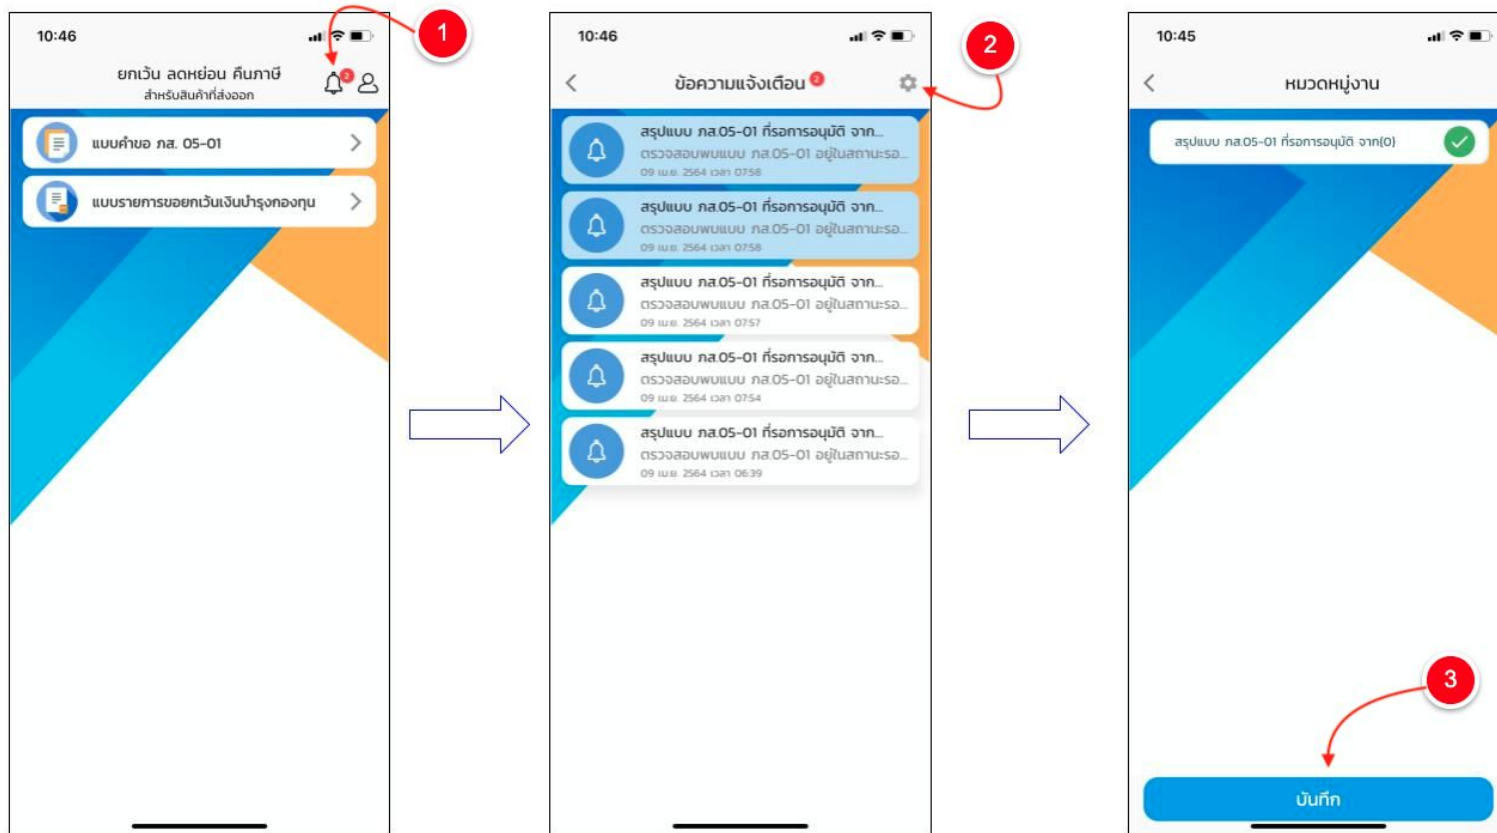 1
10:46
ยกเว้น ลดหย่อน คืนภาษี
สำหรับสินค้าที่ส่งออก
2
แบบคำขอ ภส. 05-01
แบบรายการขอยกเว้นเงินบำรุงกองทุน
2
10:46
ข้อความแจ้งเตือน 2
สรุปแบบ ภส.05-01 ที่รอการอนุมัติ จาก...
ตรวจสอบพบแบบ ภส.05-01 อยู่ในสถานะรอ...
09 เม.ย. 2564 เวลา 07:58
สรุปแบบ ภส.05-01 ที่รอการอนุมัติ จาก...
ตรวจสอบพบแบบ ภส.05-01 อยู่ในสถานะรอ...
09 เม.ย. 2564 เวลา 07:58
สรุปแบบ ภส.05-01 ที่รอการอนุมัติ จาก...
ตรวจสอบพบแบบ ภส.05-01 อยู่ในสถานะรอ...
09 เม.ย. 2564 เวลา 07:57
สรุปแบบ ภส.05-01 ที่รอการอนุมัติ จาก...
ตรวจสอบพบแบบ ภส.05-01 อยู่ในสถานะรอ...
09 เม.ย. 2564 เวลา 07:54
สรุปแบบ ภส.05-01 ที่รอการอนุมัติ จาก...
ตรวจสอบพบแบบ ภส.05-01 อยู่ในสถานะรอ...
09 เม.ย. 2564 เวลา 06:39
10:45
หมวดหมู่งาน
สรุปแบบ ภส.05-01 ที่รอการอนุมัติ จาก{0}
3
บันทึก